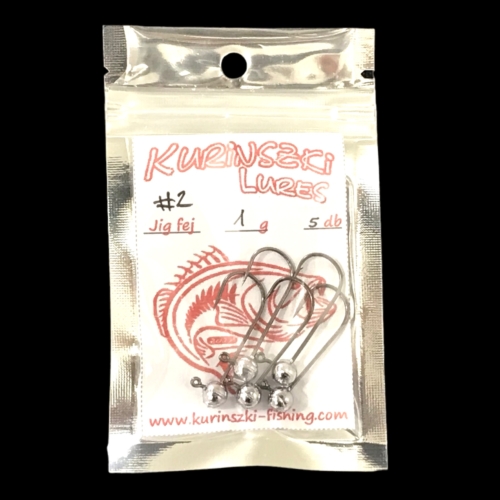 KURINSZKI
LURES
#2
Jig fej 1 g 5 db
www.kurinszki-fishing.com